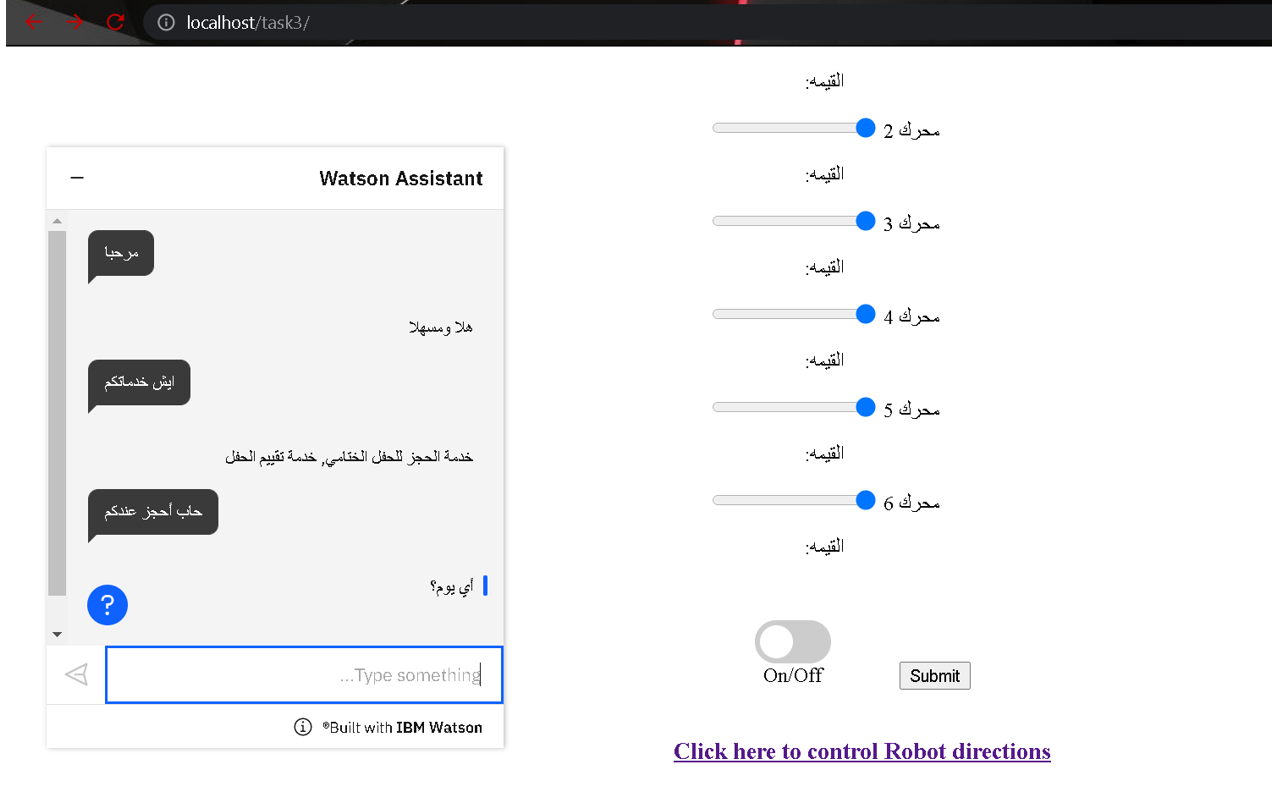 localhost/task3/
القيمه:
محرك 2
القيمه:
محرك 3
القيمه:
محرك 4
القيمه:
محرك 5
القيمه:
محرك 6
القيمه:
On/Off
Submit
Click here to control Robot directions
Watson Assistant
مرحبا
هلا ومسهلا
ايش خدماتكم
خدمة الحجز للحفل الختامي, خدمة تقييم الحفل
حاب أحجز عندكم
أي يوم؟
?
...Type something
®Built with IBM Watson